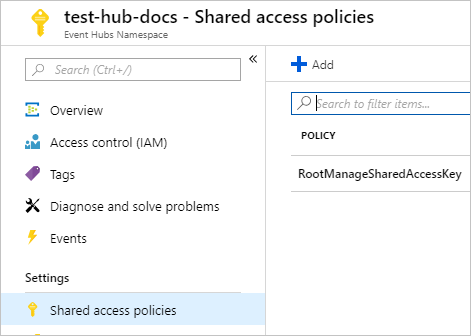 test-hub-docs - Shared access policies
Event Hubs Namespace
Search (Ctrl+/)
«
Overview
Access control (IAM)
Tags
Diagnose and solve problems
Events
Settings
Shared access policies
Add
Search to filter items...
POLICY
RootManageSharedAccessKey